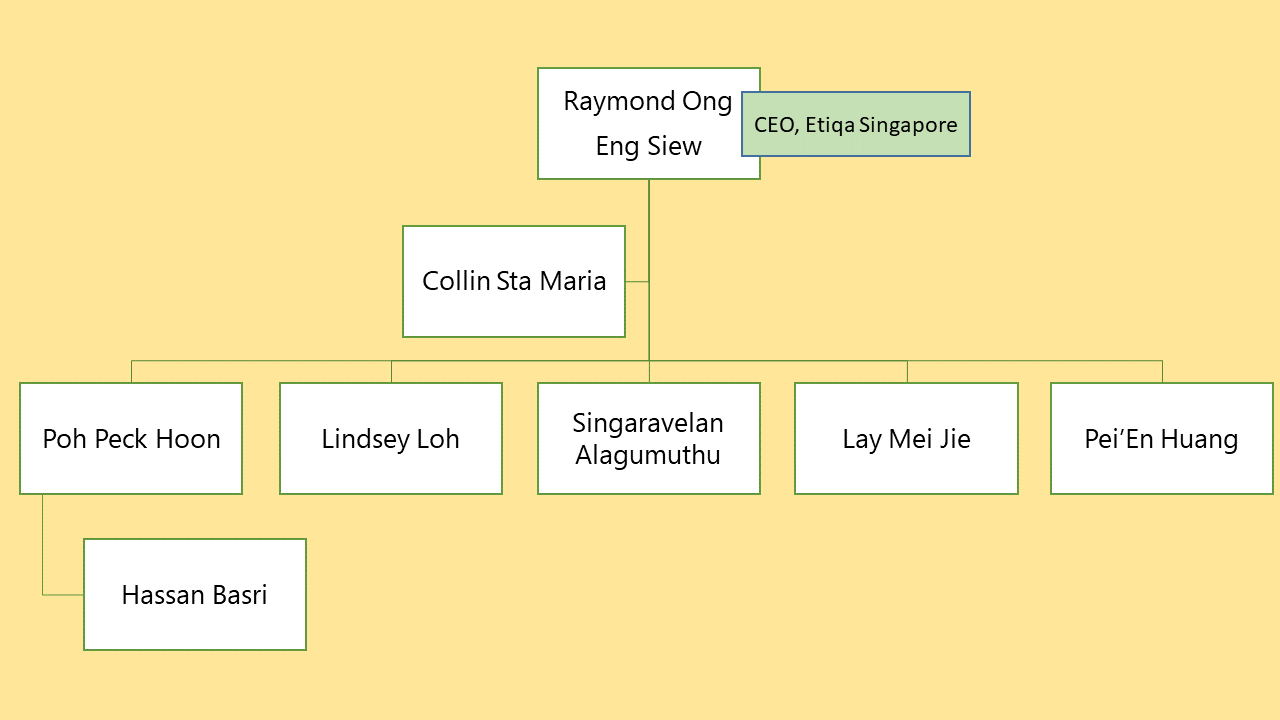 Raymond Ong
Eng Siew
CEO, Etiqa Singapore
Collin Sta Maria
Poh Peck Hoon
Lindsey Loh
Singaravelan
Alagumuthu
Lay Mei Jie
Pei’En Huang
Hassan Basri